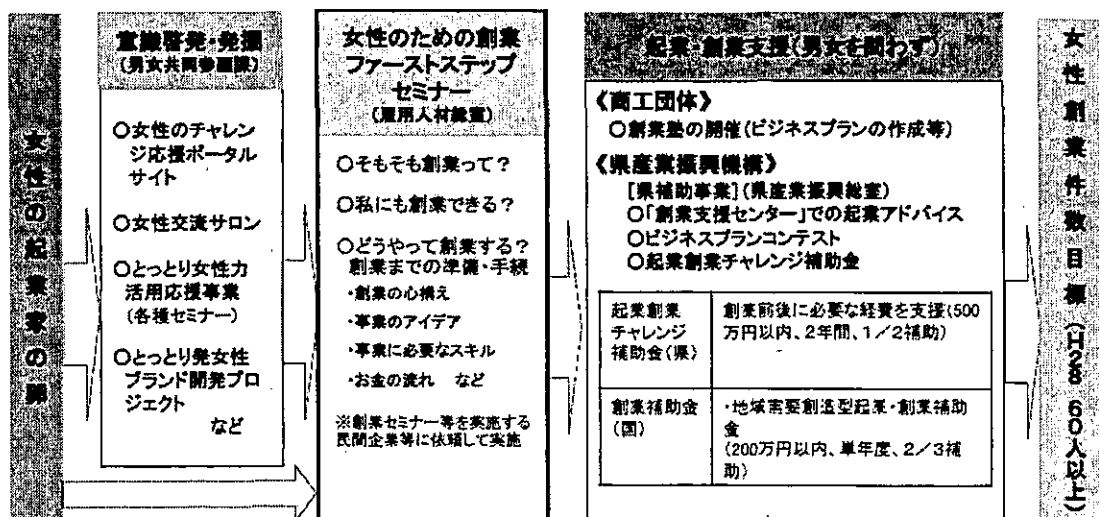 女性の起業家の卵
意識啓発・発掘
(男女共同参画課)
○女性のチャレン
ジ応援ポータル
サイト
○女性交流サロン
○とっとり女性力
活用応援事業
(各種セミナー)
○とっとり発女性
ブランド開発プロ
ジェクト
など
女性のための創業
ファーストステップ
セミナー
(雇用人材総室)
○そもそも創業って?
○私にも創業できる?
○どうやって創業する?
創業までの準備・手続
・創業の心構え
・事業のアイデア
・事業に必要なスキル
・お金の流れ など
※創業セミナー等を実施する
民間企業等に依頼して実施
起業・創業支援(男女を問わず)
《商工団体》
○創業塾の開催(ビジネスプランの作成等)
《県産業振興機構》
[県補助事業](県産業振興総室)
○「創業支援センター」での起業アドバイス
○ビジネスプランコンテスト
○起業創業チャレンジ補助金
起業創業
チャレンジ
補助金(県)
創業前後に必要な経費を支援(500
万円以内、2年間、1/2補助)
創業補助金
(国)
・地域需要創造型起業・創業補助
金
(200万円以内、単年度、2/3補
助)
女性創業件数目標(H28 60人以上)